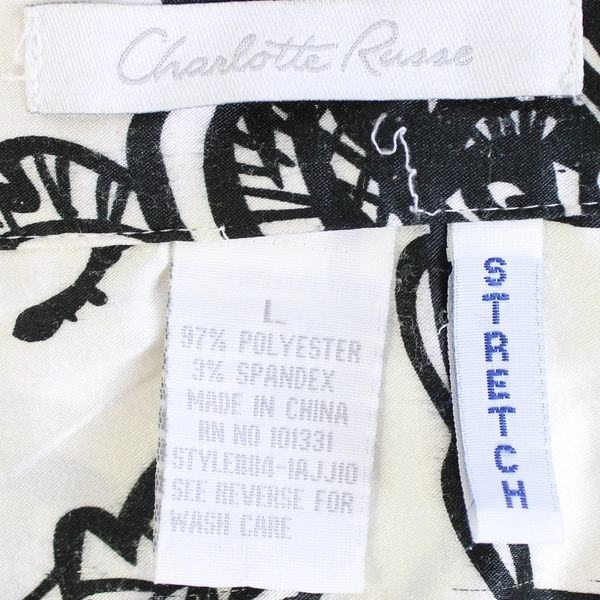 Charlotte Russe
L
97% POLYESTER
3% SPANDEX
MADE IN CHINA
RN NO 101331
SEE REVERSE FOR
WASH CARE
STRETCH